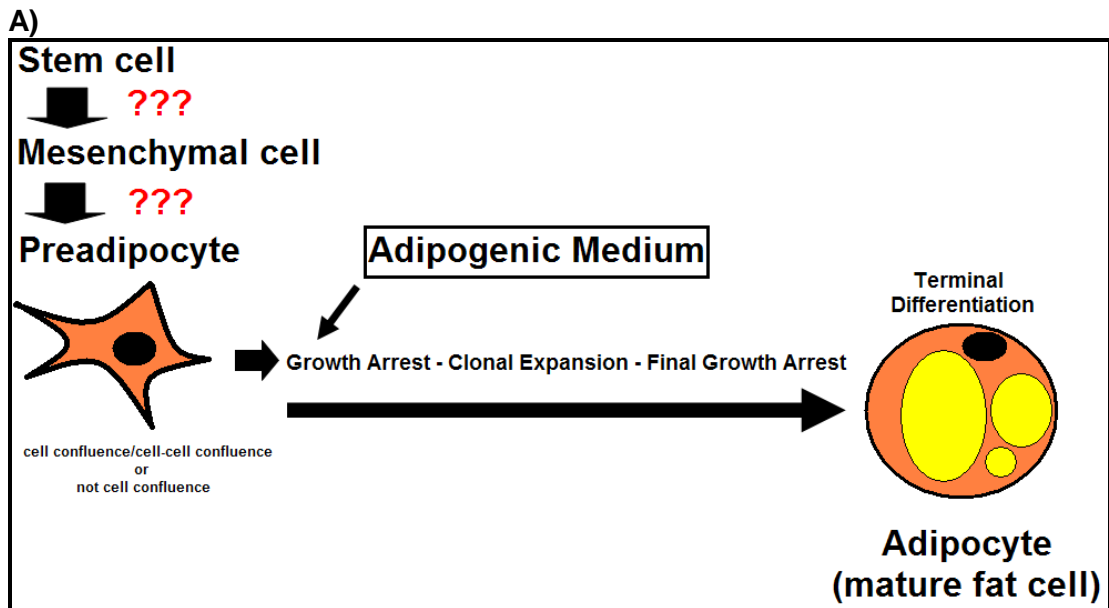 A)
Stem cell
???
Mesenchymal cell
???
Preadipocyte
Adipogenic Medium
Terminal
Differentiation
Growth Arrest - Clonal Expansion - Final Growth Arrest
cell confluence/cell-cell confluence
or
not cell confluence
Adipocyte
(mature fat cell)